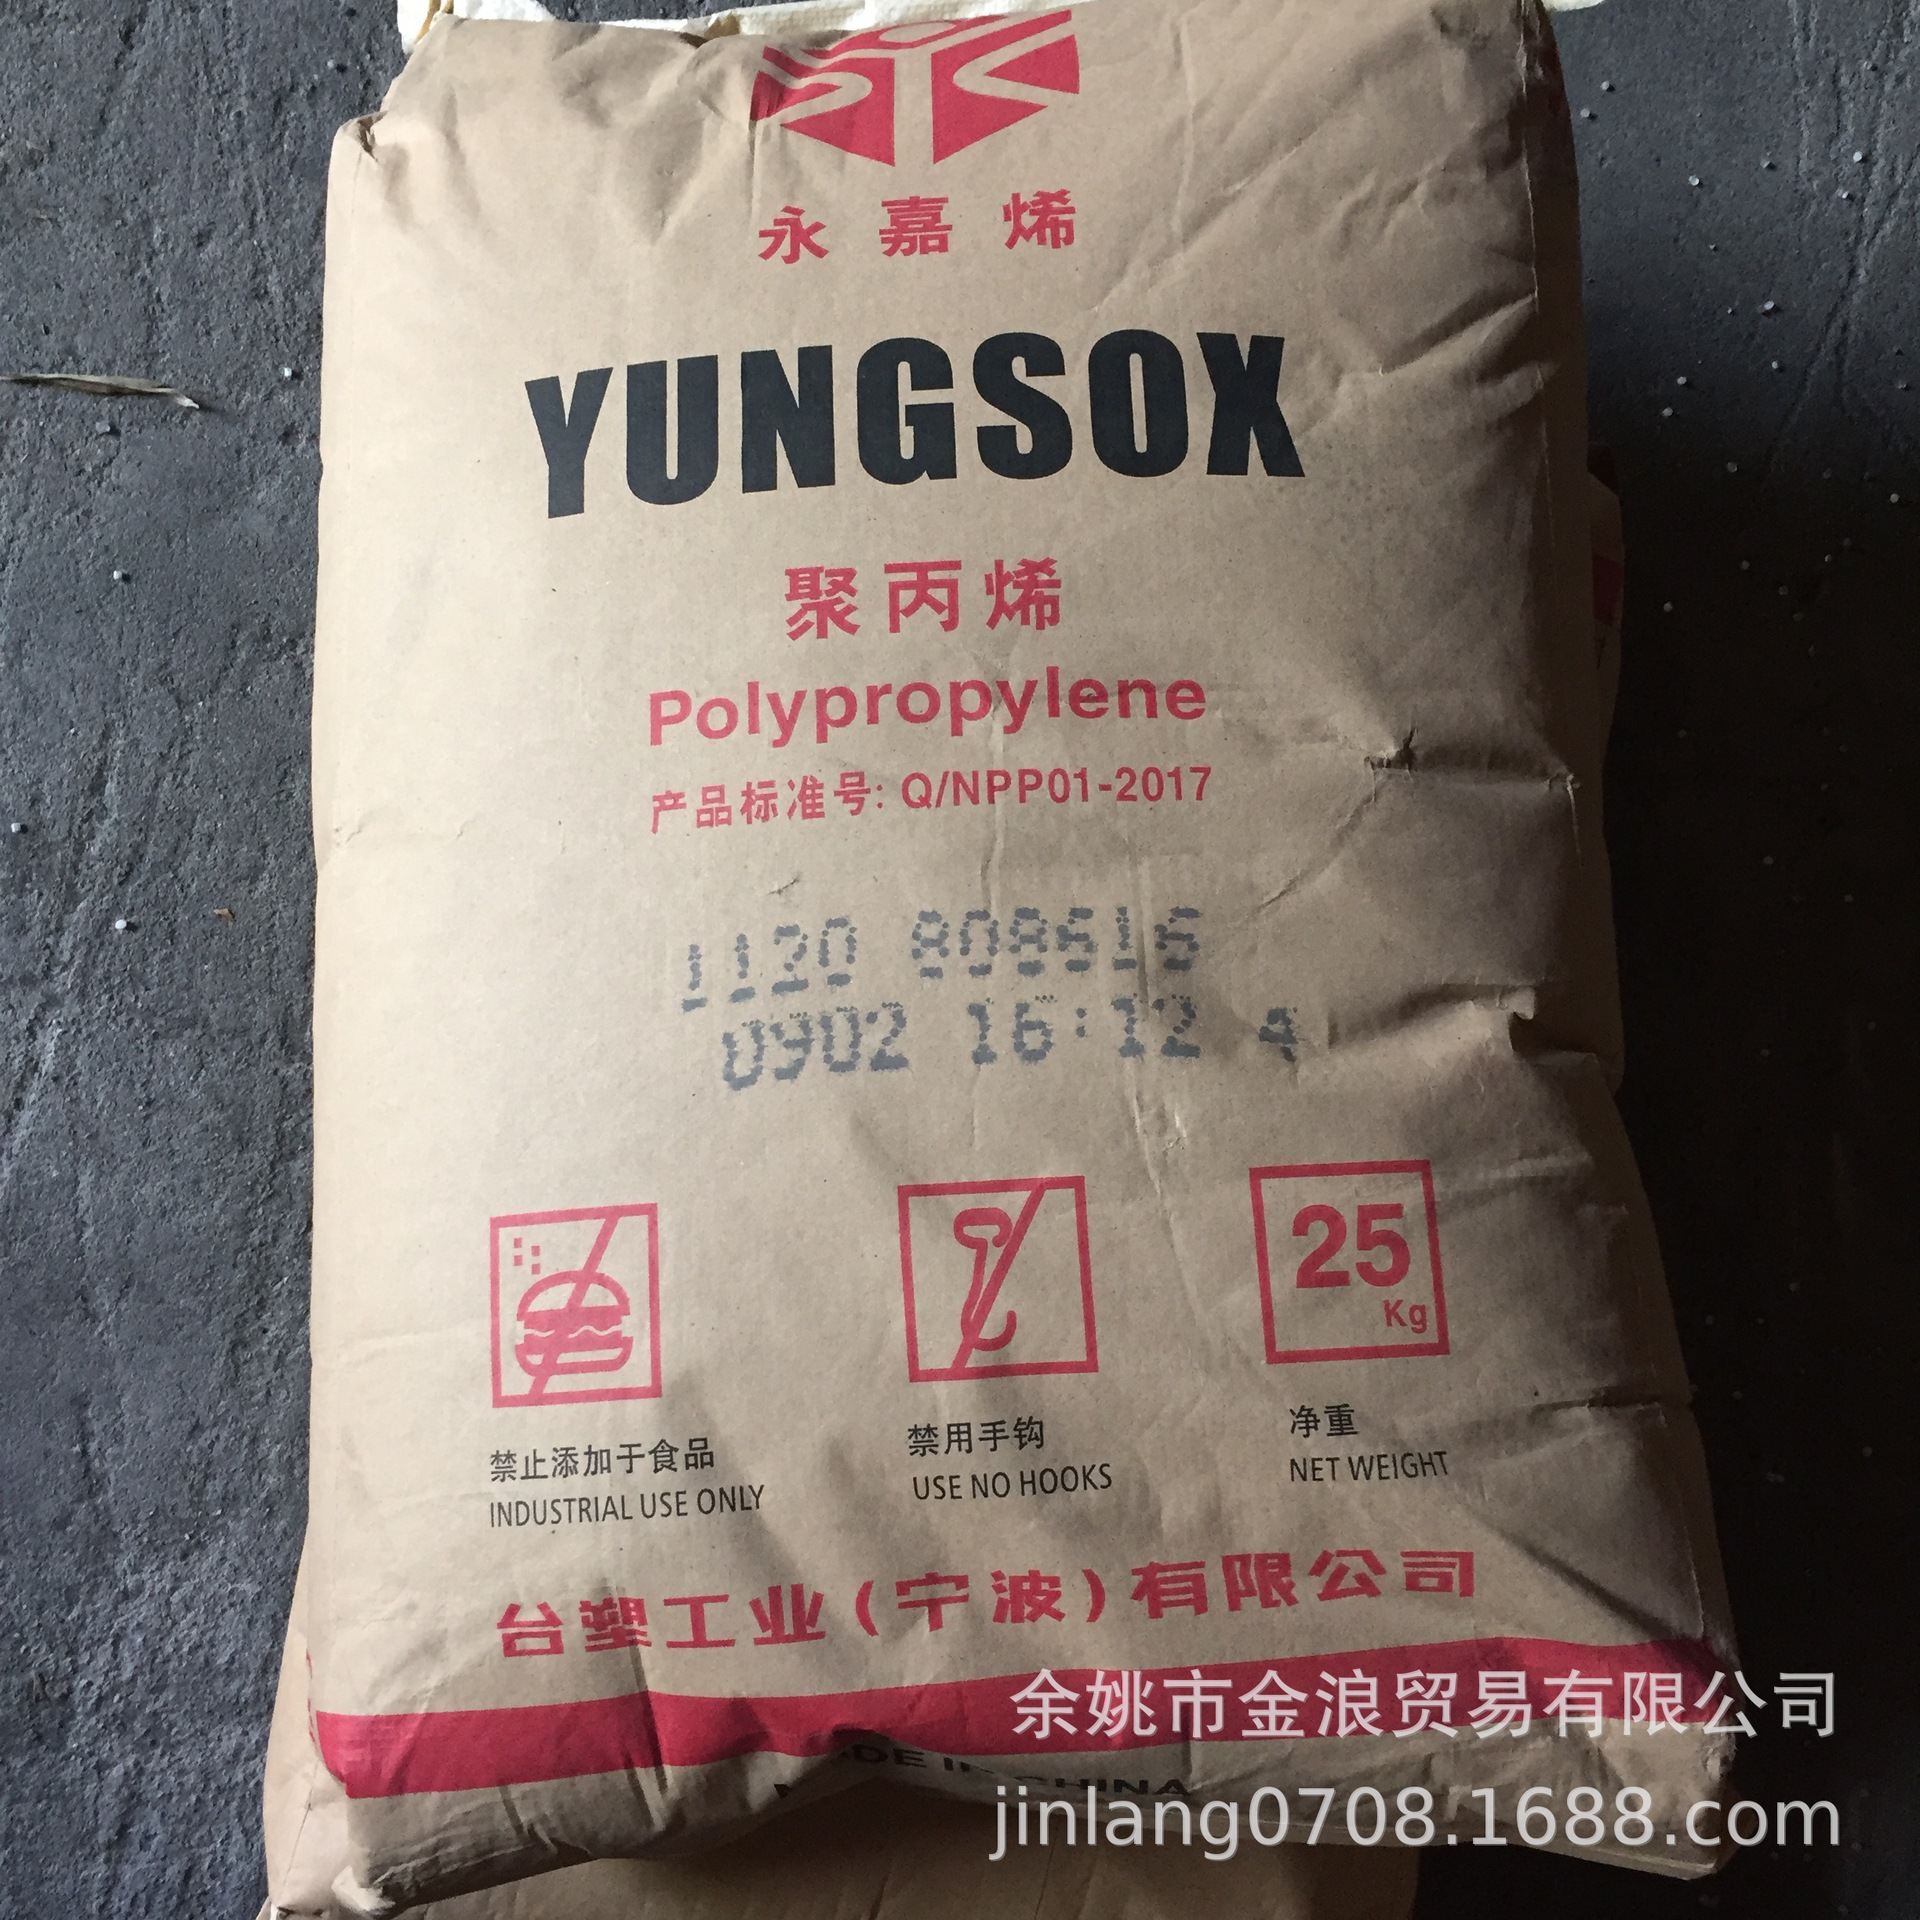 永嘉烯
YUNGSOX
聚丙烯
Polypropylene
产品标准号: Q/NPP01-2017
1120 808616
0902 16:12 A
25
Kg
禁止添加于食品
INDUSTRIAL USE ONLY
禁用手钩
USE NO HOOKS
净重
NET WEIGHT
台塑工业(宁波)有限公司
余姚市金浪贸易有限公司
CHINA
jinlang0708.1688.com